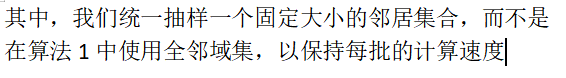 其中，我们统一抽样一个固定大小的邻居集合，而不是
在算法 1 中使用全邻域集，以保持每批的计算速度